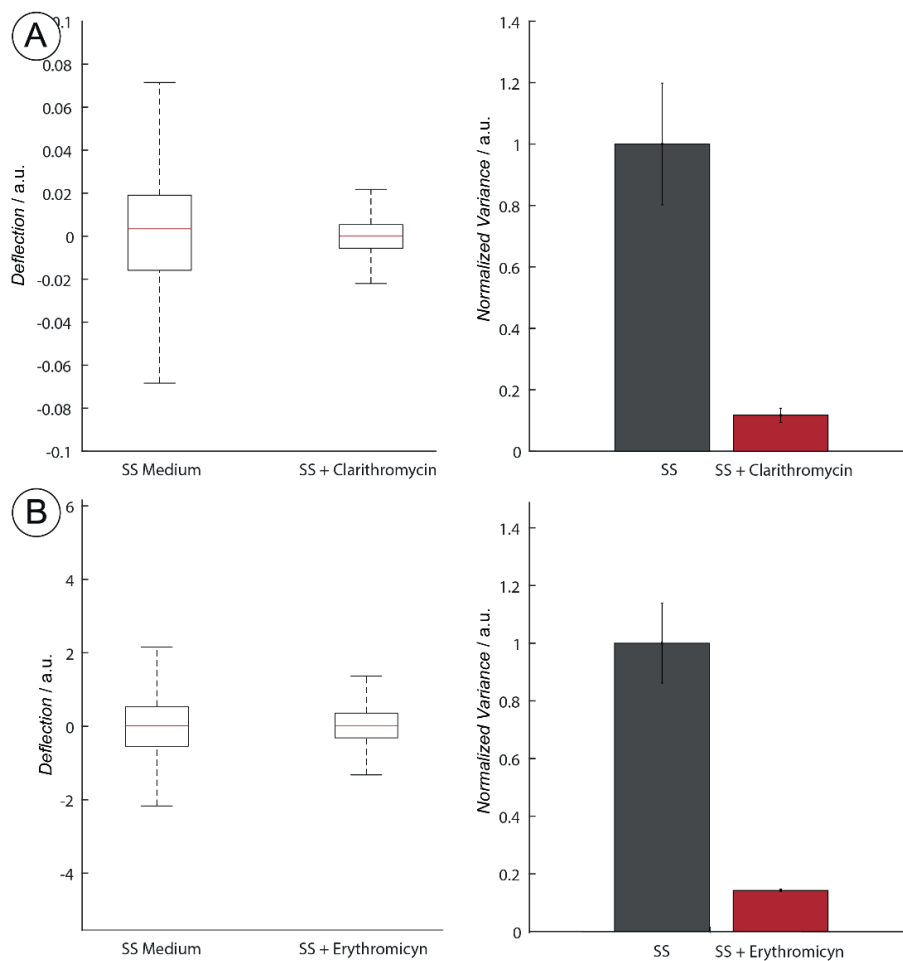 A
0.1
0.08
0.06
0.04
0.02
0
-0.02
-0.04
-0.06
-0.08
-0.1
Deflection / a.u.
SS Medium
SS + Clarithromycin
1.4
1.2
1
0.8
0.6
0.4
0.2
0
Normalized Variance / a.u.
SS
SS + Clarithromycin
B
6
4
2
0
-2
-4
Deflection / a.u.
SS Medium
SS + Erythromicyn
1.4
1.2
1
0.8
0.6
0.4
0.2
0
Normalized Variance / a.u.
SS
SS + Erythromicyn